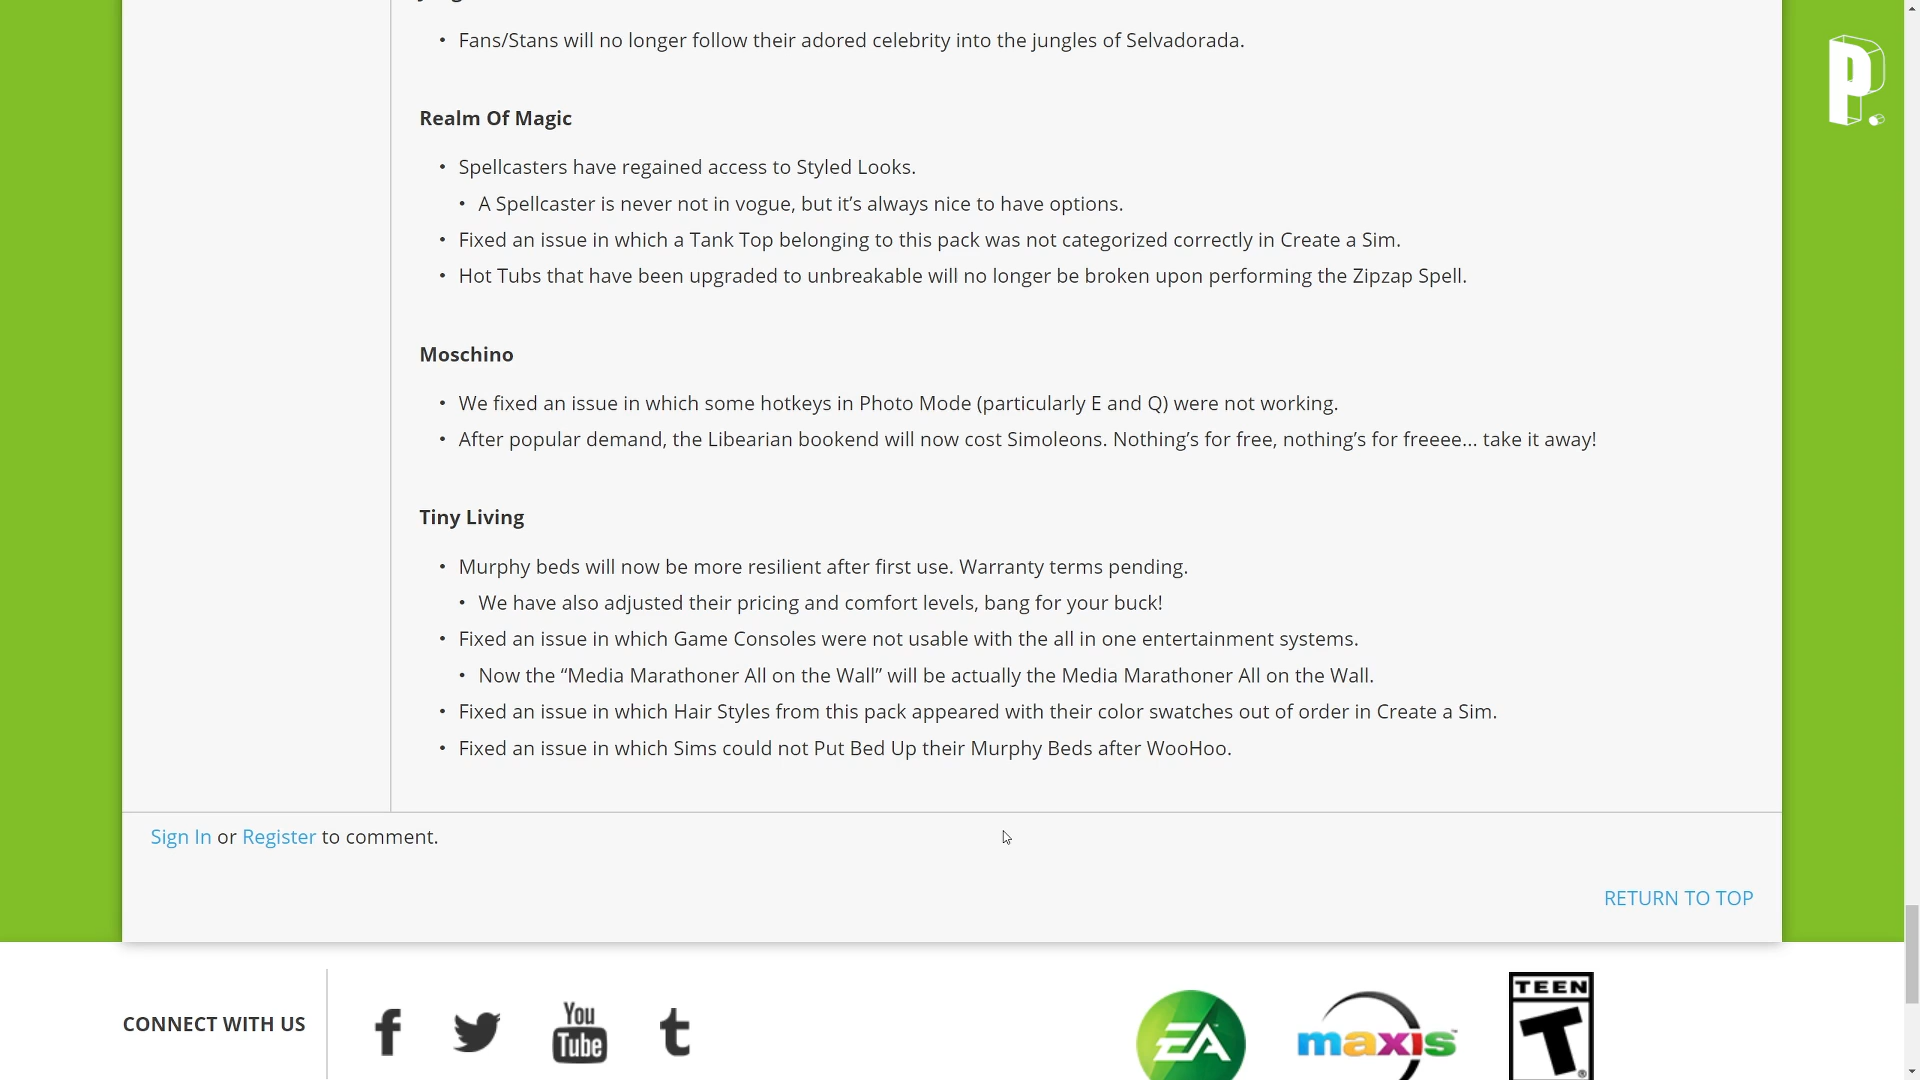 Fans/Stans will no longer follow their adored celebrity into the jungles of Selvadorada.
Realm Of Magic
Spellcasters have regained access to Styled Looks.
A Spellcaster is never not in vogue, but it’s always nice to have options.
Fixed an issue in which a Tank Top belonging to this pack was not categorized correctly in Create a Sim.
Hot Tubs that have been upgraded to unbreakable will no longer be broken upon performing the Zipzap Spell.
Moschino
We fixed an issue in which some hotkeys in Photo Mode (particularly E and Q) were not working.
After popular demand, the Libearian bookend will now cost Simoleons. Nothing’s for free, nothing’s for freeee... take it away!
Tiny Living
Murphy beds will now be more resilient after first use. Warranty terms pending.
We have also adjusted their pricing and comfort levels, bang for your buck!
Fixed an issue in which Game Consoles were not usable with the all in one entertainment systems.
Now the “Media Marathoner All on the Wall” will be actually the Media Marathoner All on the Wall.
Fixed an issue in which Hair Styles from this pack appeared with their color swatches out of order in Create a Sim.
Fixed an issue in which Sims could not Put Bed Up their Murphy Beds after WooHoo.
Sign In or Register to comment.
RETURN TO TOP
CONNECT WITH US
f
You
Tube
t
EA
maxis™
TEEN
T
®
P.